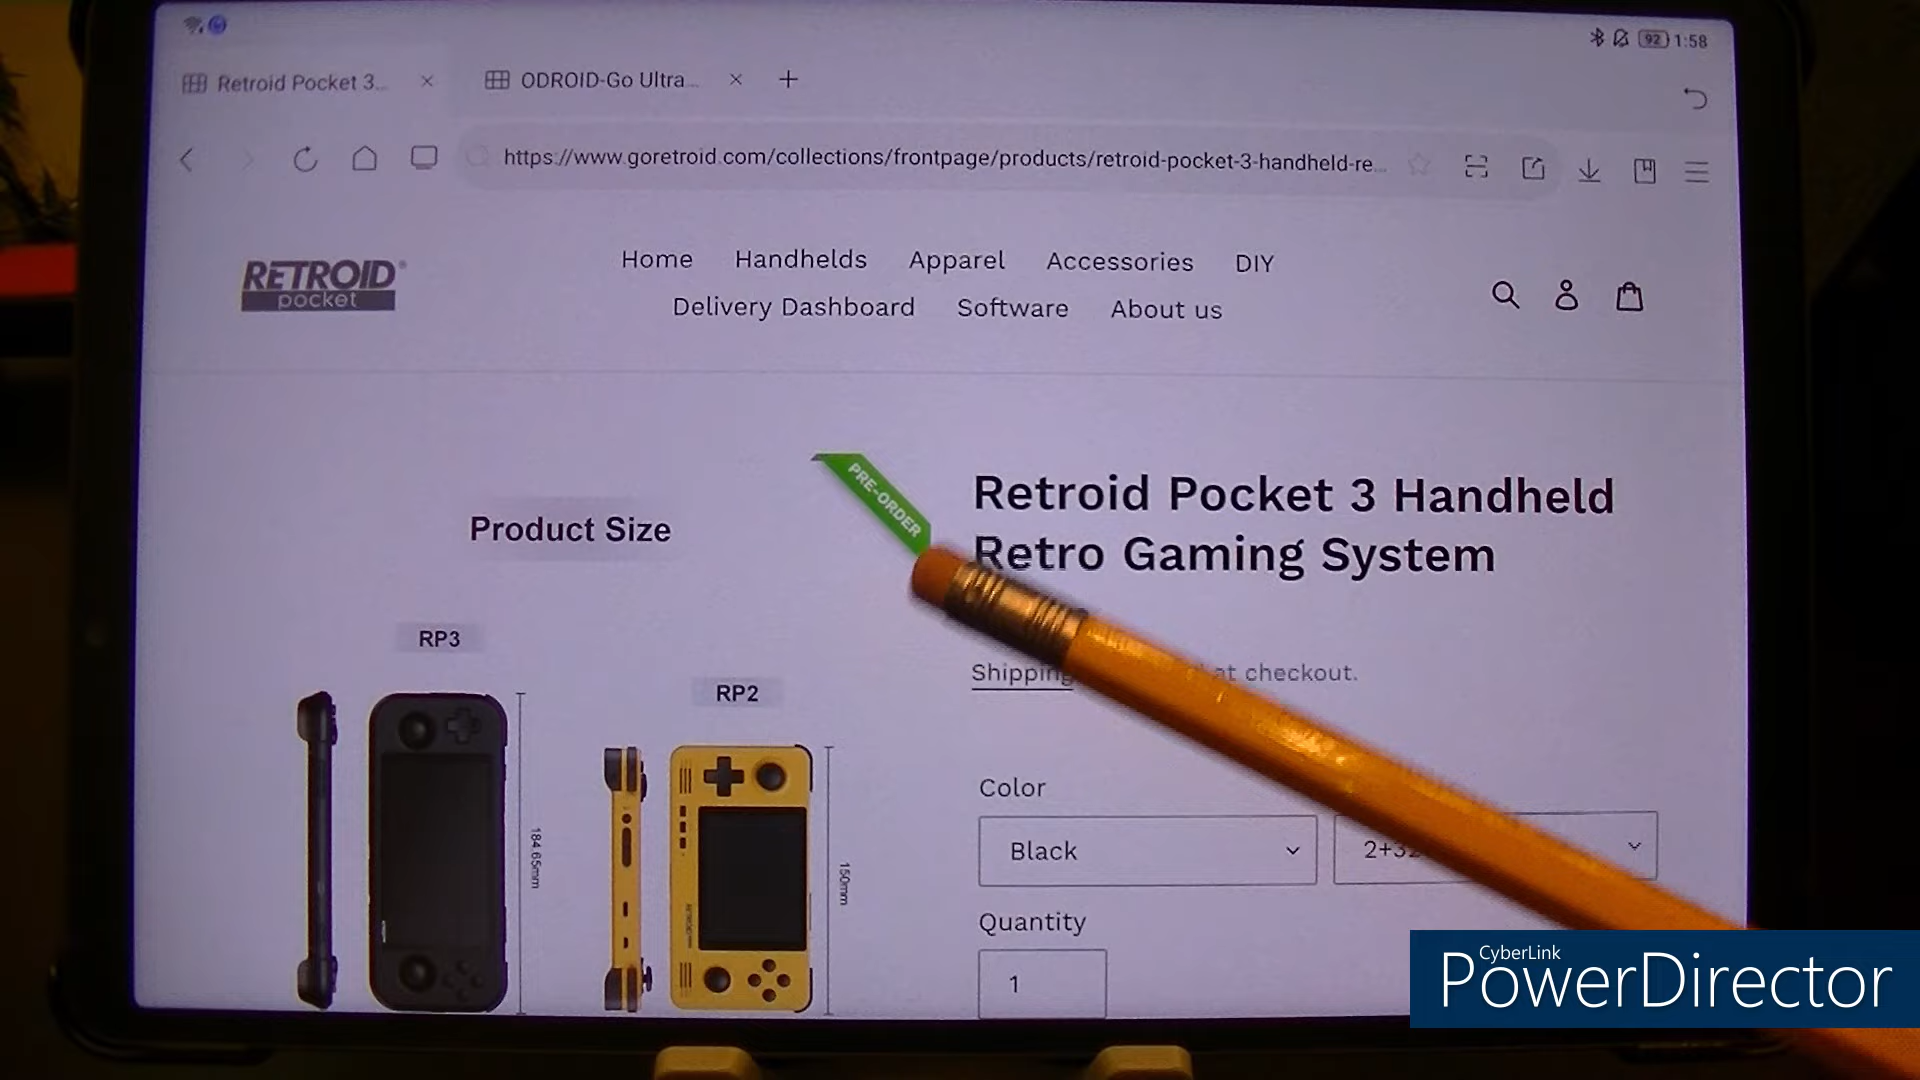 92 1:58
Retroid Pocket 3...
ODROID-Go Ultra...
https://www.goretroid.com/collections/frontpage/products/retroid-pocket-3-handheld-re...
RETROID®
pocket
Home Handhelds Apparel Accessories DIY
Delivery Dashboard Software About us
PRE-ORDER
Retroid Pocket 3 Handheld
Retro Gaming System
Product Size
Shipping at checkout.
RP3
RP2
184.65mm
150mm
Color
Black
2+32
Quantity
1
CyberLink
PowerDirector